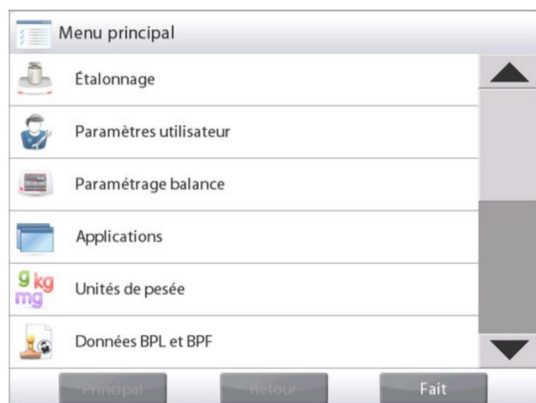 Menu principal
Étalonnage
Paramètres utilisateur
Paramétrage balance
Applications
g kg
mg
Unités de pesée
Données BPL et BPF
Principal Retour Fait